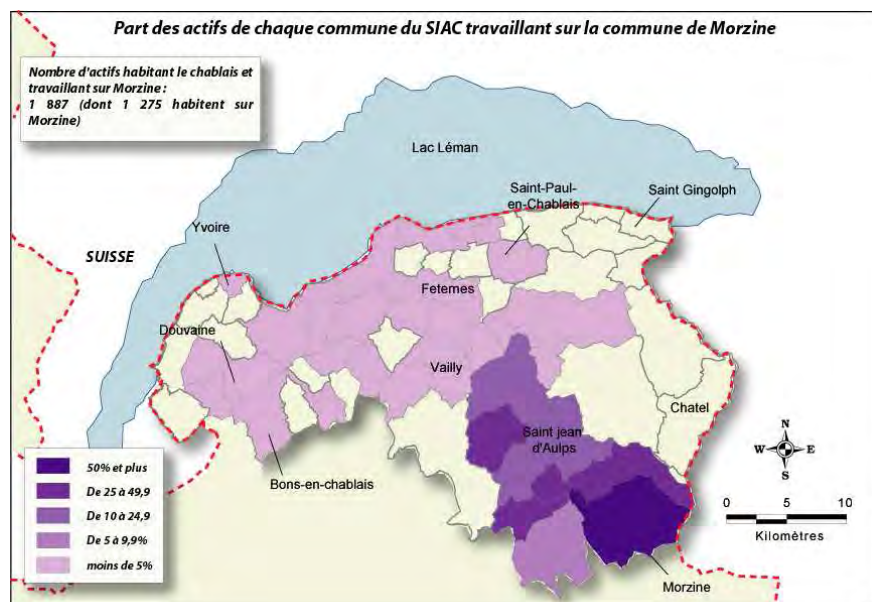 Part des actifs de chaque commune du SIAC travaillant sur la commune de Morzine
Nombre d'actifs habitant le chablais et
travaillant sur Morzine :
1 887 (dont 1 275 habitent sur
Morzine)
Lac Léman
Saint-Paul-
en-Chablais
Saint Gingolph
Yvoire
SUISSE
Feternes
Douvaine
Vailly
Chatel
Saint jean
d'Aulps
Bons-en-chablais
Morzine
50% et plus
De 25 à 49,9
De 10 à 24,9
De 5 à 9,9%
moins de 5%
N
W
E
S
0 5 10
Kilomètres